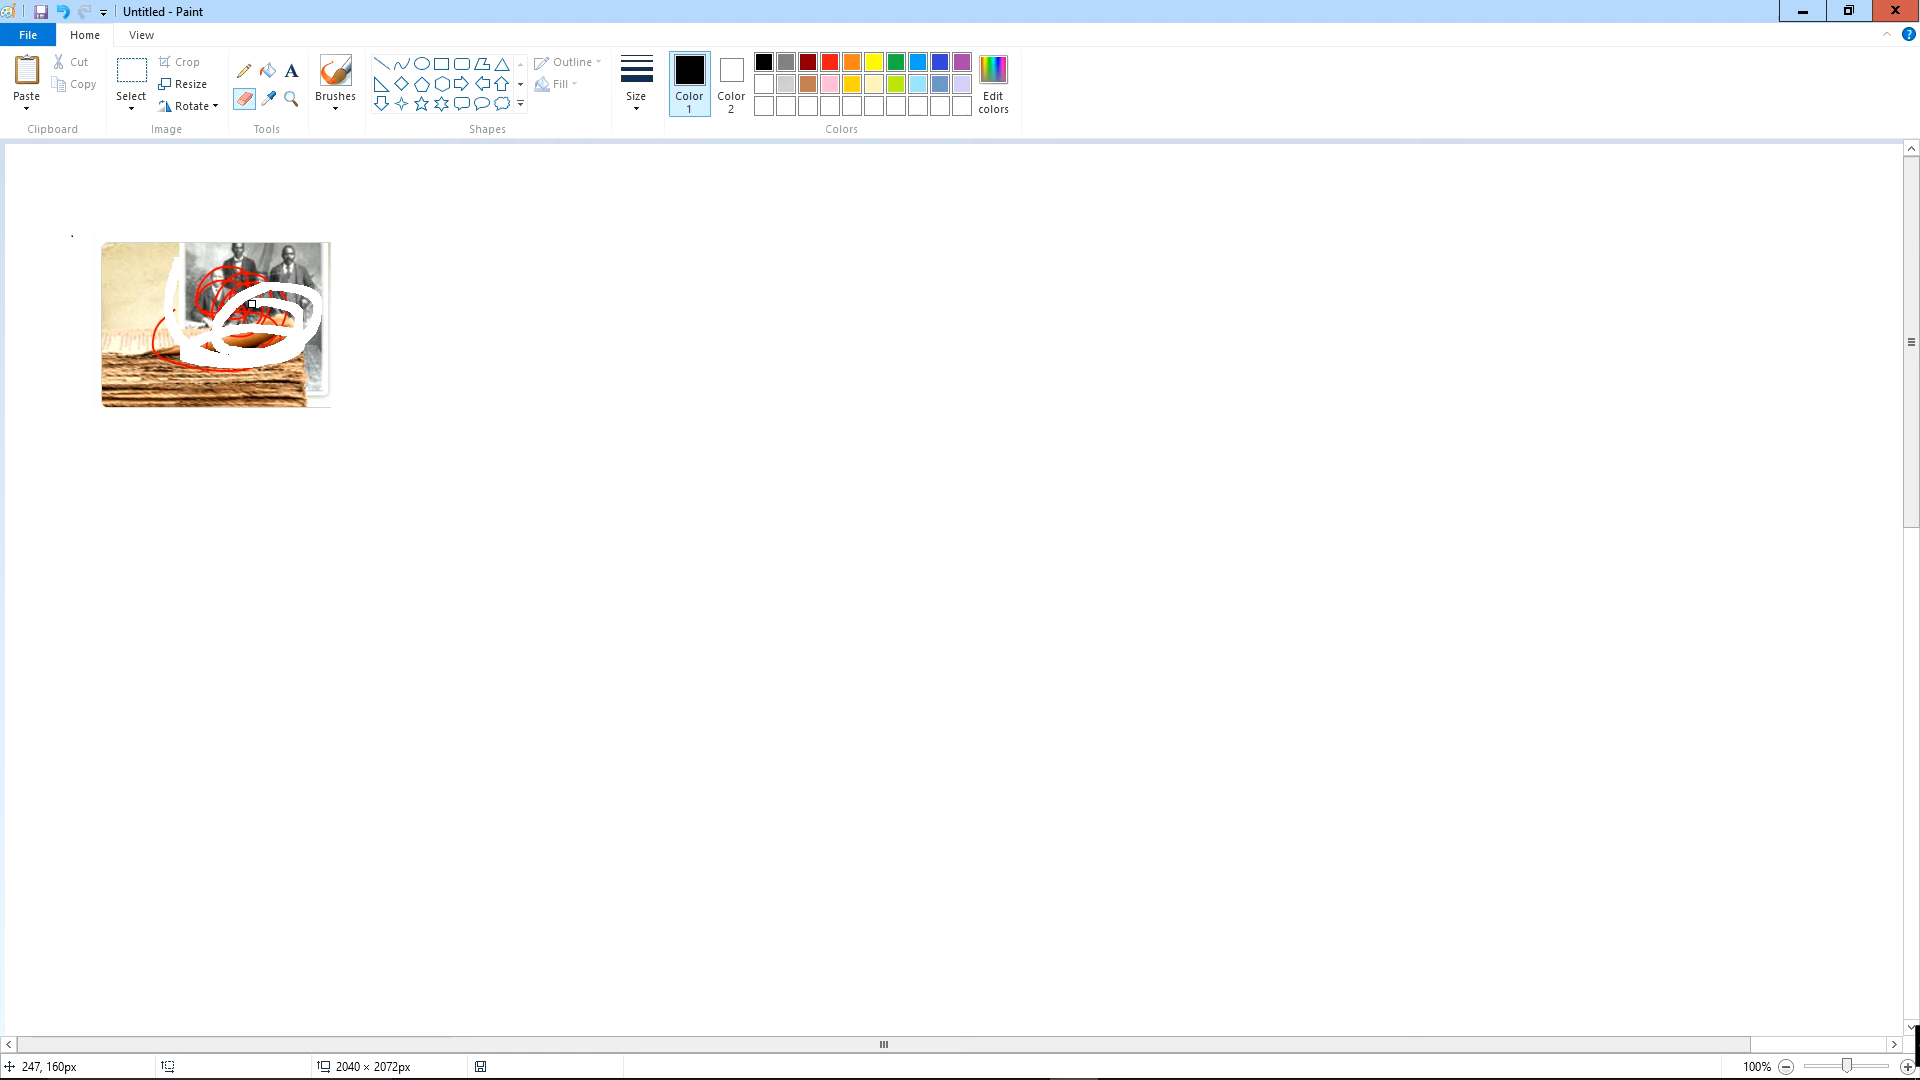 Untitled - Paint
File Home View
Paste
Cut
Copy
Clipboard
Select
Crop
Resize
Rotate
Image
A
Tools
Brushes
Outline
Fill
Shapes
Size
Color 1
Color 2
Edit colors
Colors
247, 160px
2040 × 2072px
100%